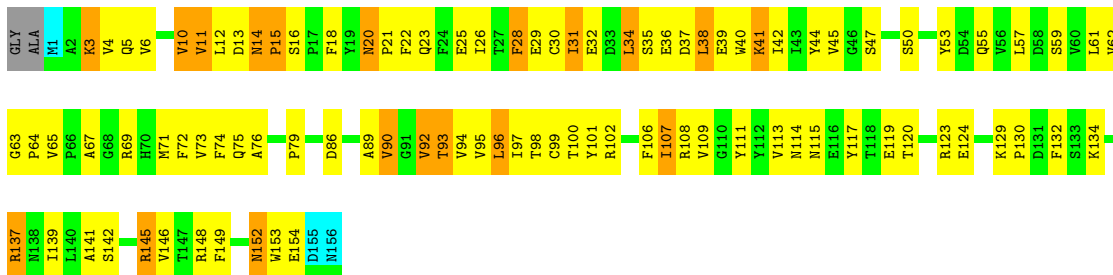 GLY ALA M1 A2 K3 V4 Q5 V6 V10 V11 L12 D13 N14 P15 S16 P17 F18 Y19 N20 P21 F22 Q23 F24 E25 I26 T27 F28 E29 C30 I31 E32 D33 L34 S35 E36 D37 L38 E39 W40 K41 I42 I43 Y44 V45 G46 S47 S50 Y53 D54 Q55 V56 L57 D58 S59 V60 L61 V62
G63 P64 V65 P66 A67 G68 R69 H70 M71 F72 V73 F74 Q75 A76 P79 D86 A89 V90 G91 V92 T93 V94 V95 L96 I97 T98 C99 T100 Y101 R102 F106 I107 R108 V109 G110 Y111 Y112 V113 N114 N115 E116 Y117 T118 E119 T120 R123 E124 K129 P130 D131 F132 S133 K134
R137 N138 I139 L140 A141 S142 R145 V146 T147 R148 F149 N152 W153 E154 D155 N156